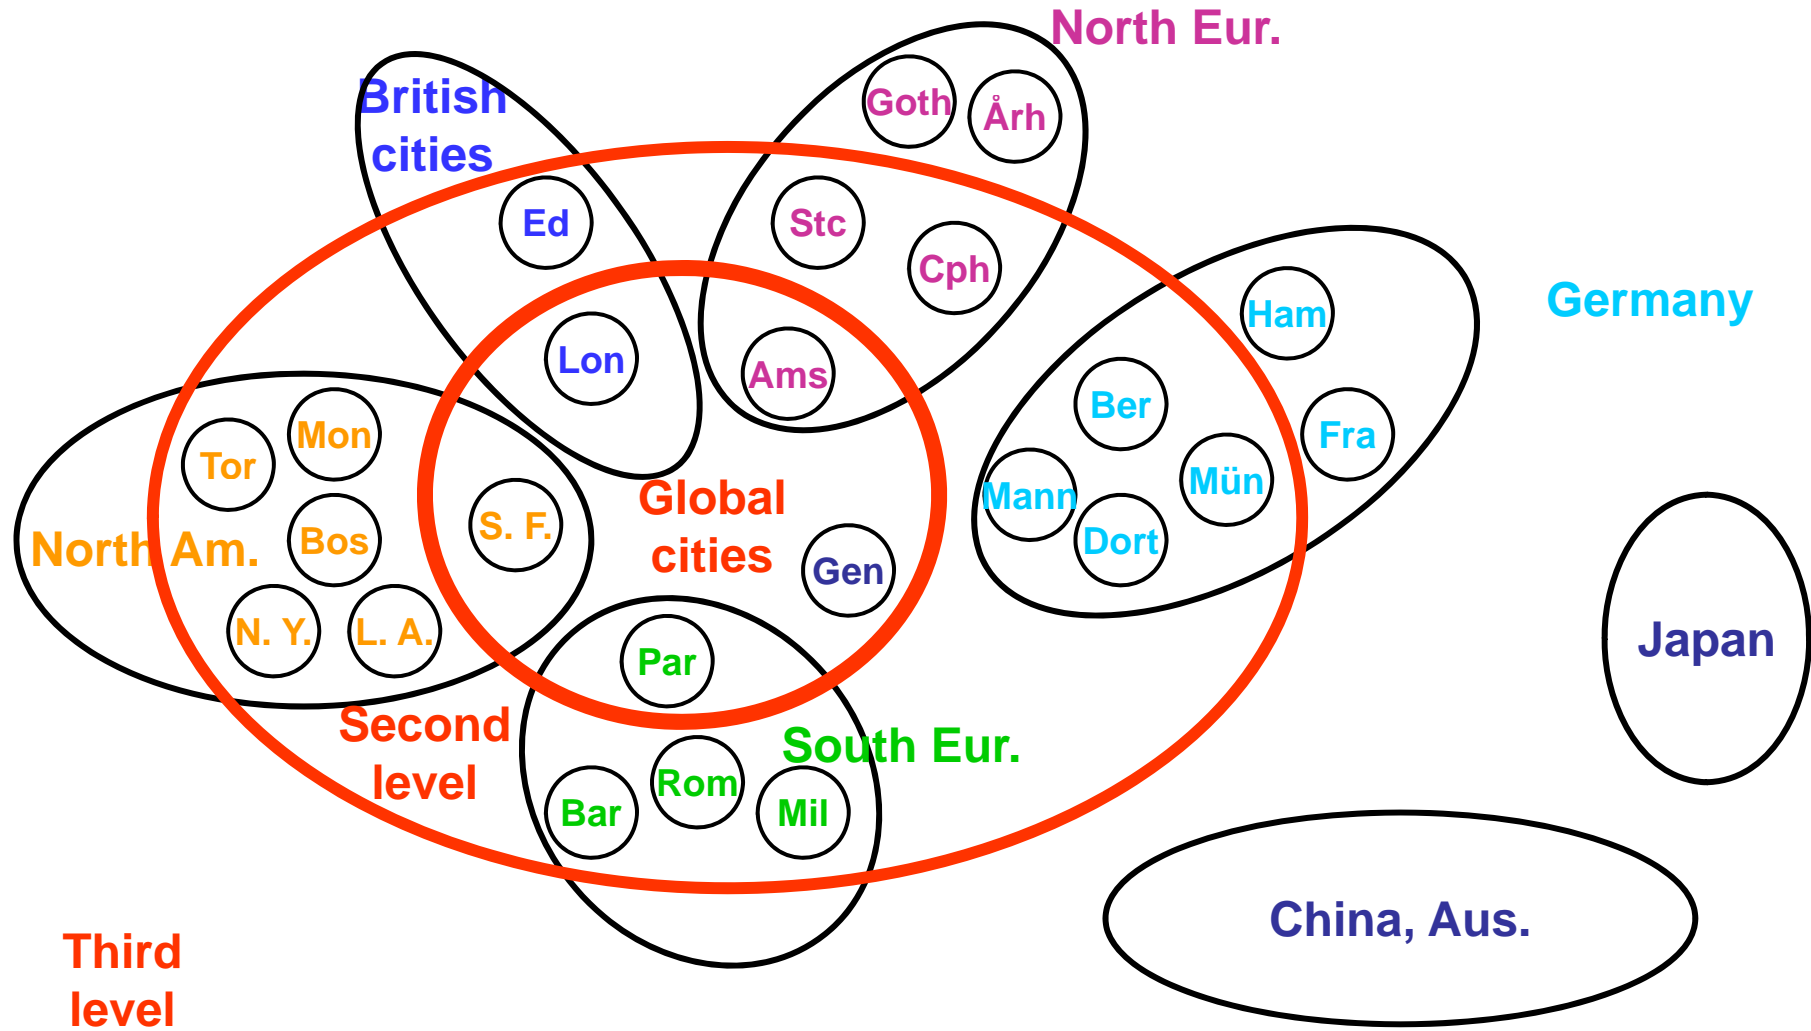 North Eur.
British
cities
Goth
Årh
Ed
Stc
Cph
Germany
Ham
Lon
Ams
Ber
Fra
Mon
Tor
Mann
Mün
Global
cities
S. F.
Bos
North Am.
Dort
Gen
N. Y.
L. A.
Par
Japan
Second
level
South Eur.
Rom
Bar
Mil
China, Aus.
Third
level